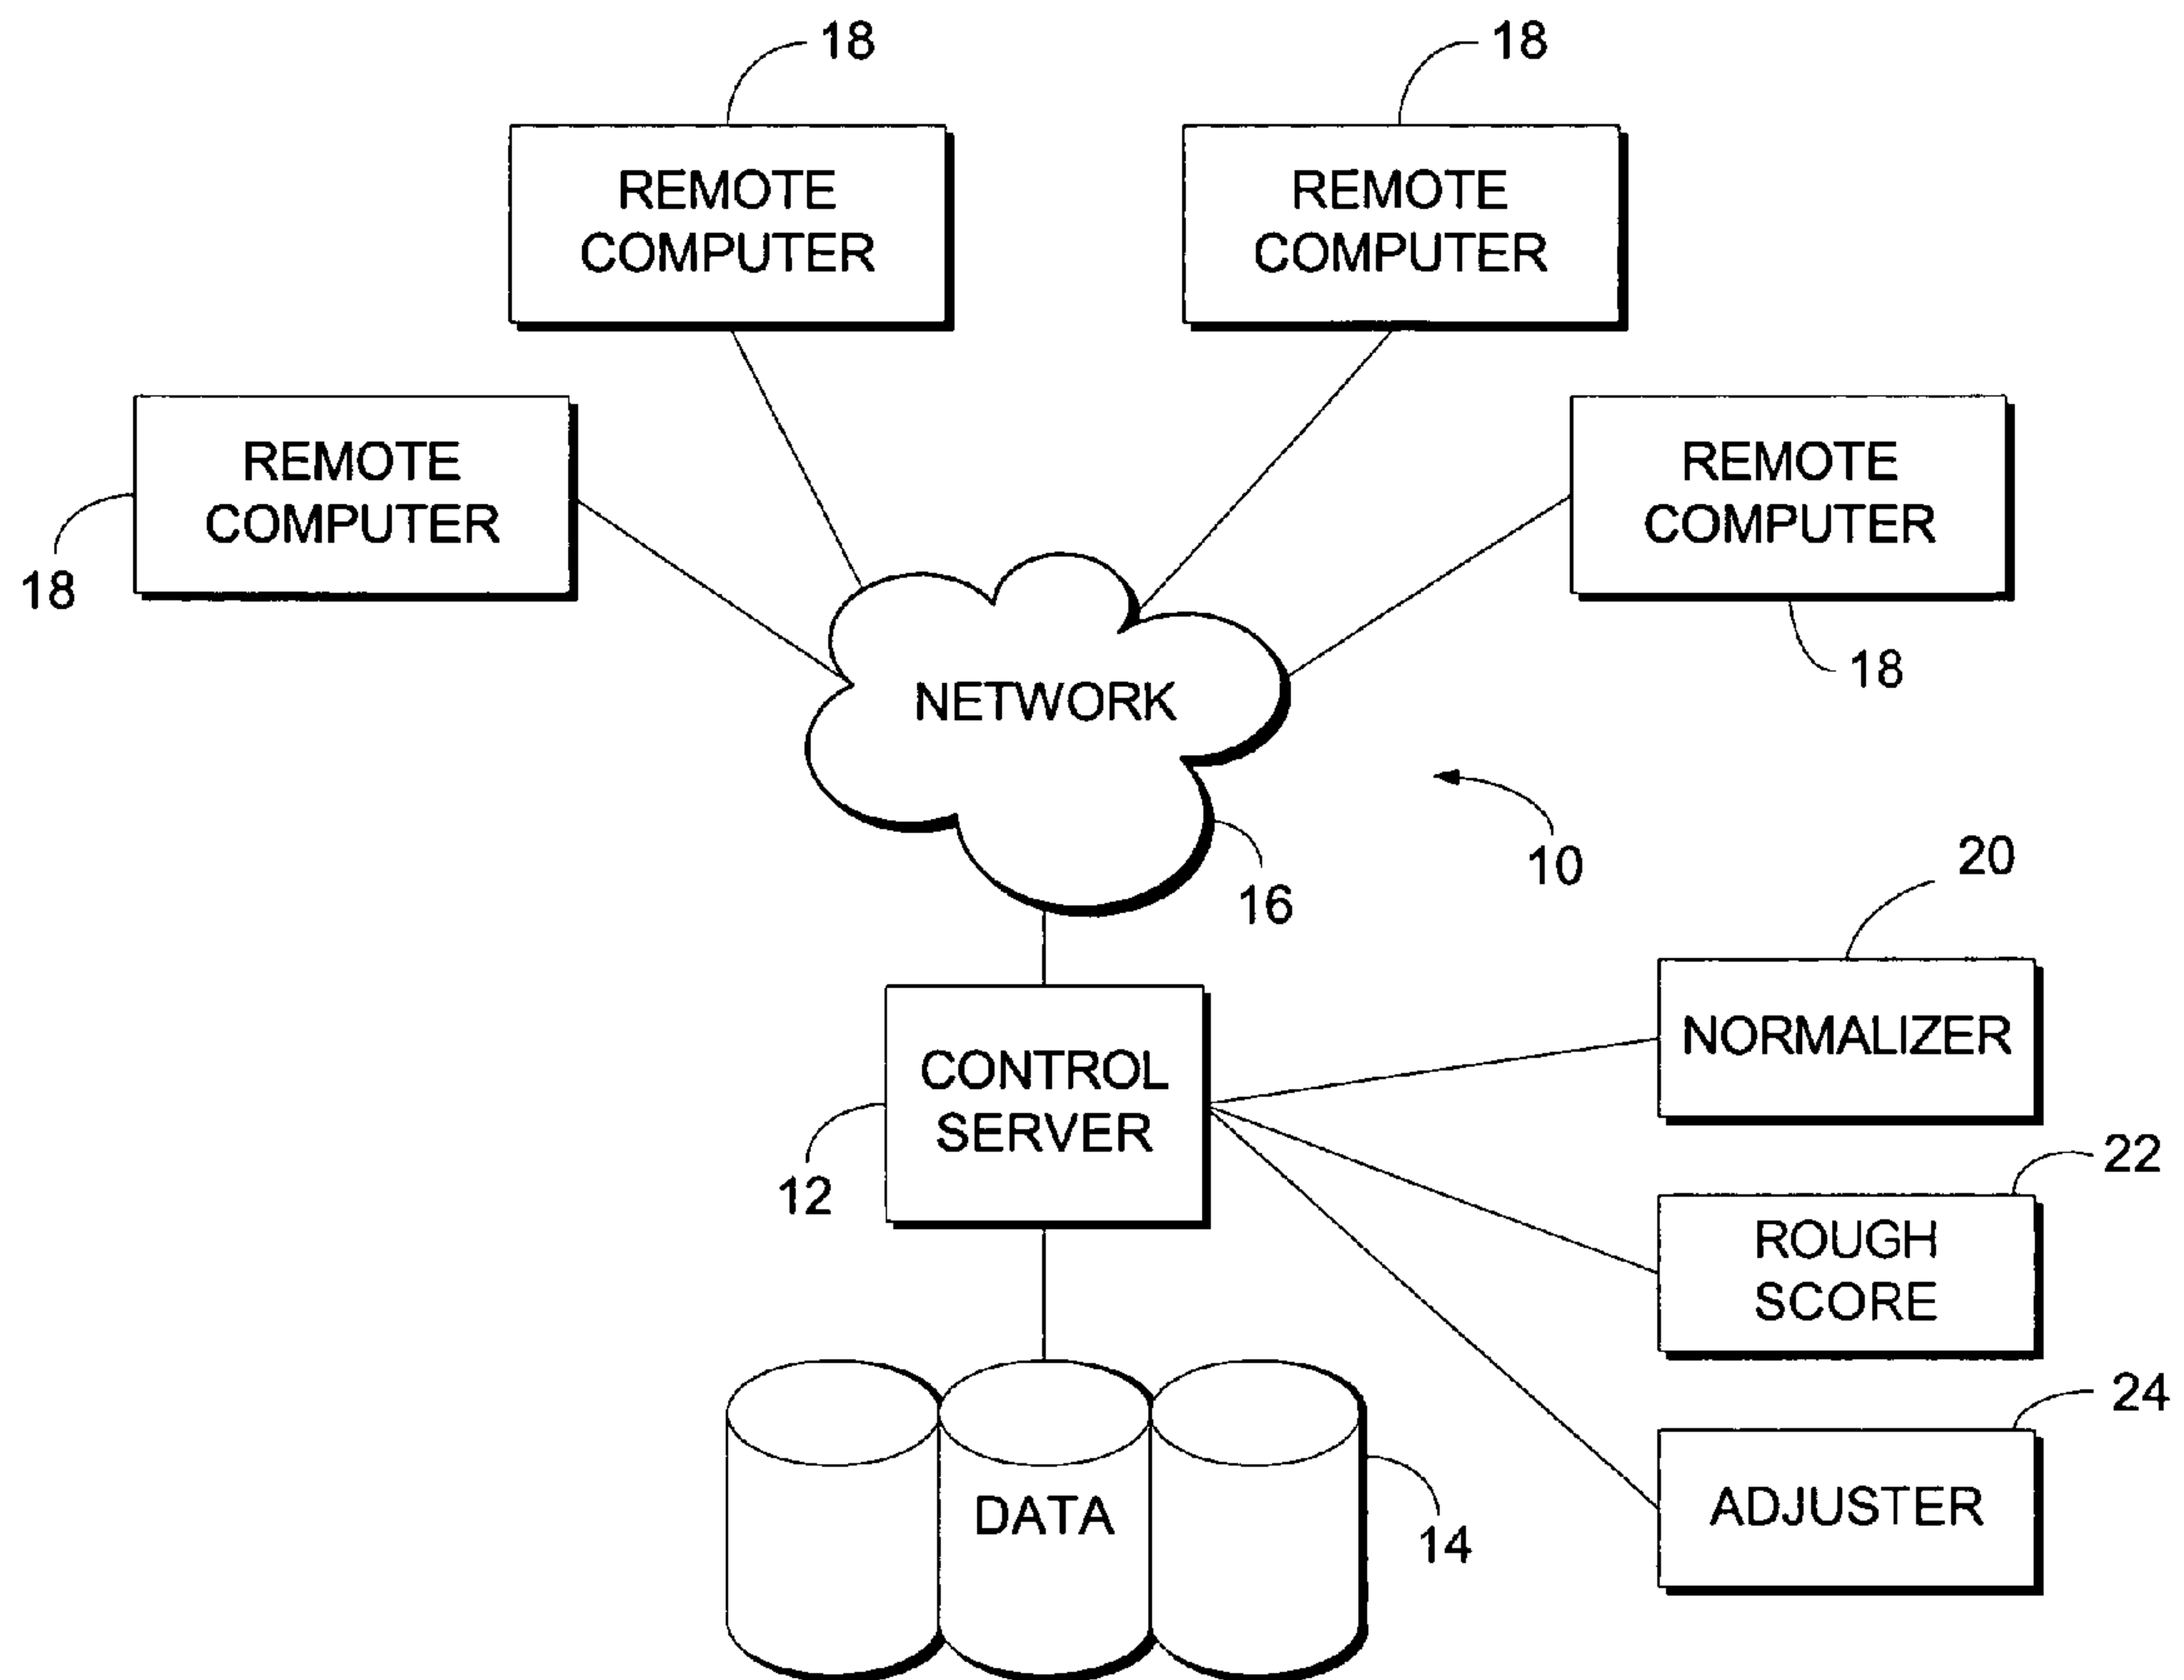 18
18
REMOTE
COMPUTER
REMOTE
COMPUTER
REMOTE
COMPUTER
REMOTE
COMPUTER
18
18
NETWORK
10
16
20
NORMALIZER
CONTROL
SERVER
12
22
ROUGH
SCORE
24
ADJUSTER
DATA
14